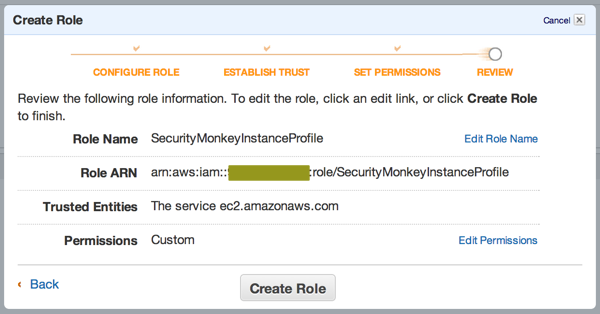 Create Role
Cancel
CONFIGURE ROLE ESTABLISH TRUST SET PERMISSIONS REVIEW
Review the following role information. To edit the role, click an edit link, or click Create Role
to finish.
Role Name SecurityMonkeyInstanceProfile Edit Role Name
Role ARN arn:aws:iam:: :role/SecurityMonkeyInstanceProfile
Trusted Entities The service ec2.amazonaws.com
Permissions Custom Edit Permissions
‹ Back Create Role